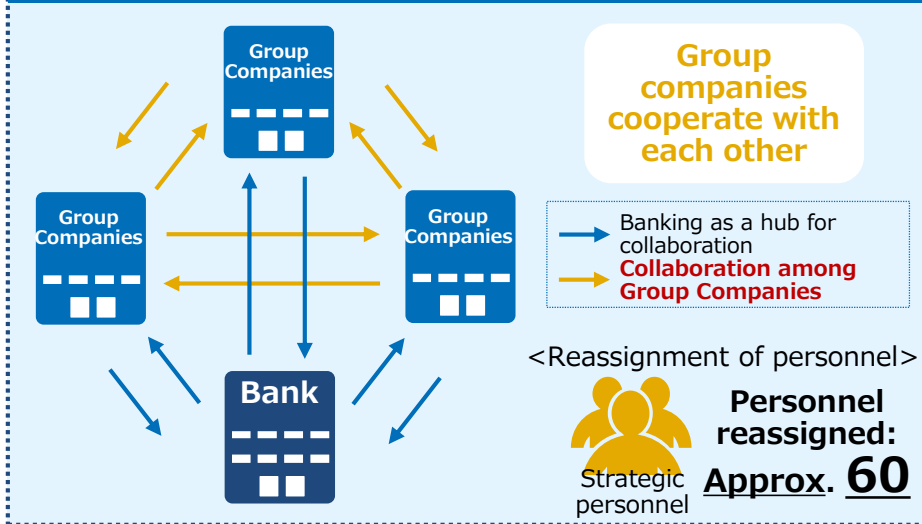 Group
Companies
Group
companies
cooperate with
each other
Group
Companies
Group
Companies
Banking as a hub for
collaboration
Collaboration among
Group Companies
Bank
<Reassignment of personnel>
Strategic
personnel
Personnel
reassigned:
Approx. 60